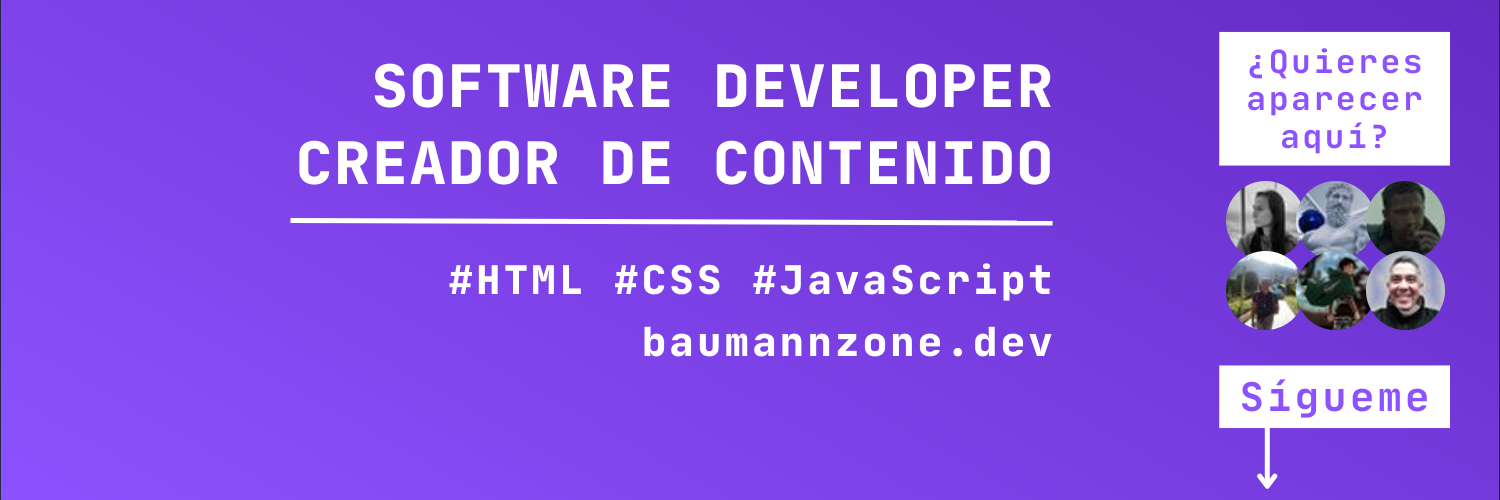 SOFTWARE DEVELOPER
CREADOR DE CONTENIDO
#HTML #CSS #JavaScript
baumannzone.dev
¿Quieres
aparecer
aquí?
Sígueme